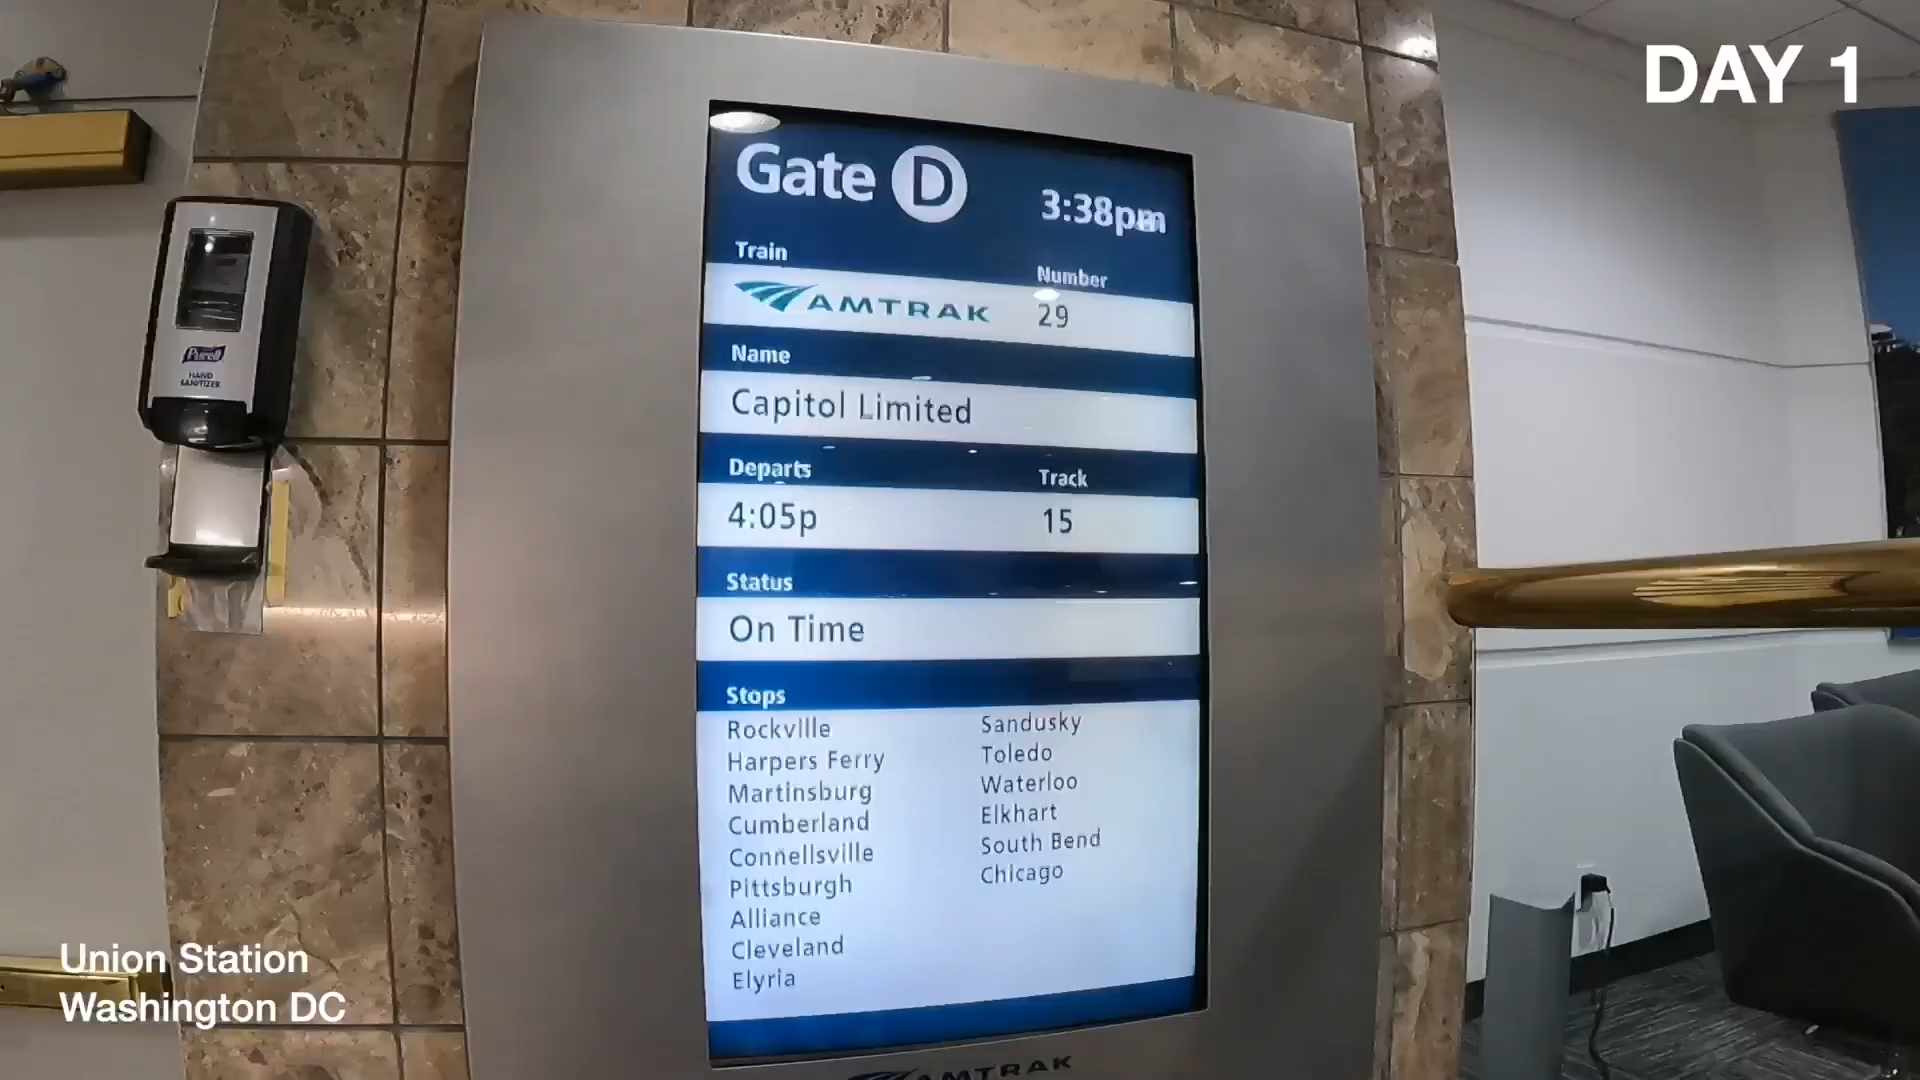 DAY 1
Gate D
3:38pm
Train
Number
AMTRAK
29
Name
Capitol Limited
Departs
Track
4:05p
15
Status
On Time
Stops
Rockville
Harpers Ferry
Martinsburg
Cumberland
Connellsville
Pittsburgh
Alliance
Cleveland
Elyria
Sandusky
Toledo
Waterloo
Elkhart
South Bend
Chicago
AMTRAK
Purell
HAND
SANITIZER
Union Station
Washington DC